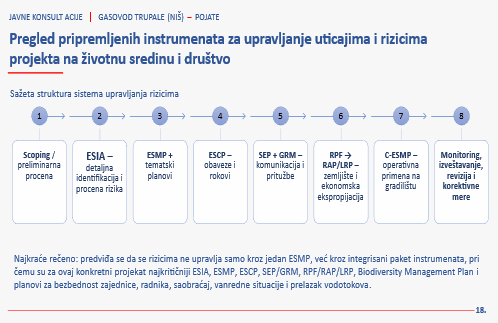 JAVNE KONSULTACIJE | GASOVOD TRUPALE (NIŠ) – POJATE
Pregled pripremljenih instrumenata za upravljanje uticajima i rizicima
projekta na životnu sredinu i društvo
Sažeta struktura sistema upravljanja rizicima
1 2 3 4 5 6 7 8
Scoping /
preliminarna
procena
ESIA –
detaljna
identifikacija i
procena rizika
ESMP +
tematski
planovi
ESCP –
obaveze i
rokovi
SEP + GRM –
komunikacija i
pritužbe
RPF →
RAP/LRP –
zemljište i
ekonomska
eksproprijacija
C-ESMP –
operativna
primena na
gradilištu
Monitoring,
izveštavanje,
revizija i
korektivne
mere
Najkraće rečeno: predviđa se da se rizicima ne upravlja samo kroz jedan ESMP, već kroz integrisani paket instrumenata, pri
čemu su za ovaj konkretni projekat najkritičniji ESIA, ESMP, ESCP, SEP/GRM, RPF/RAP/LRP, Biodiversity Management Plan i
planovi za bezbednost zajednice, radnika, saobraćaj, vanredne situacije i prelazak vodotokova.
18.